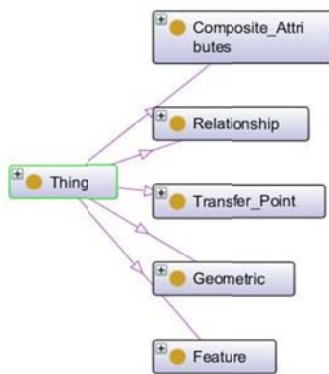 Composite_Attri
butes
Relationship
Thing
Transfer_Point
Geometric
Feature